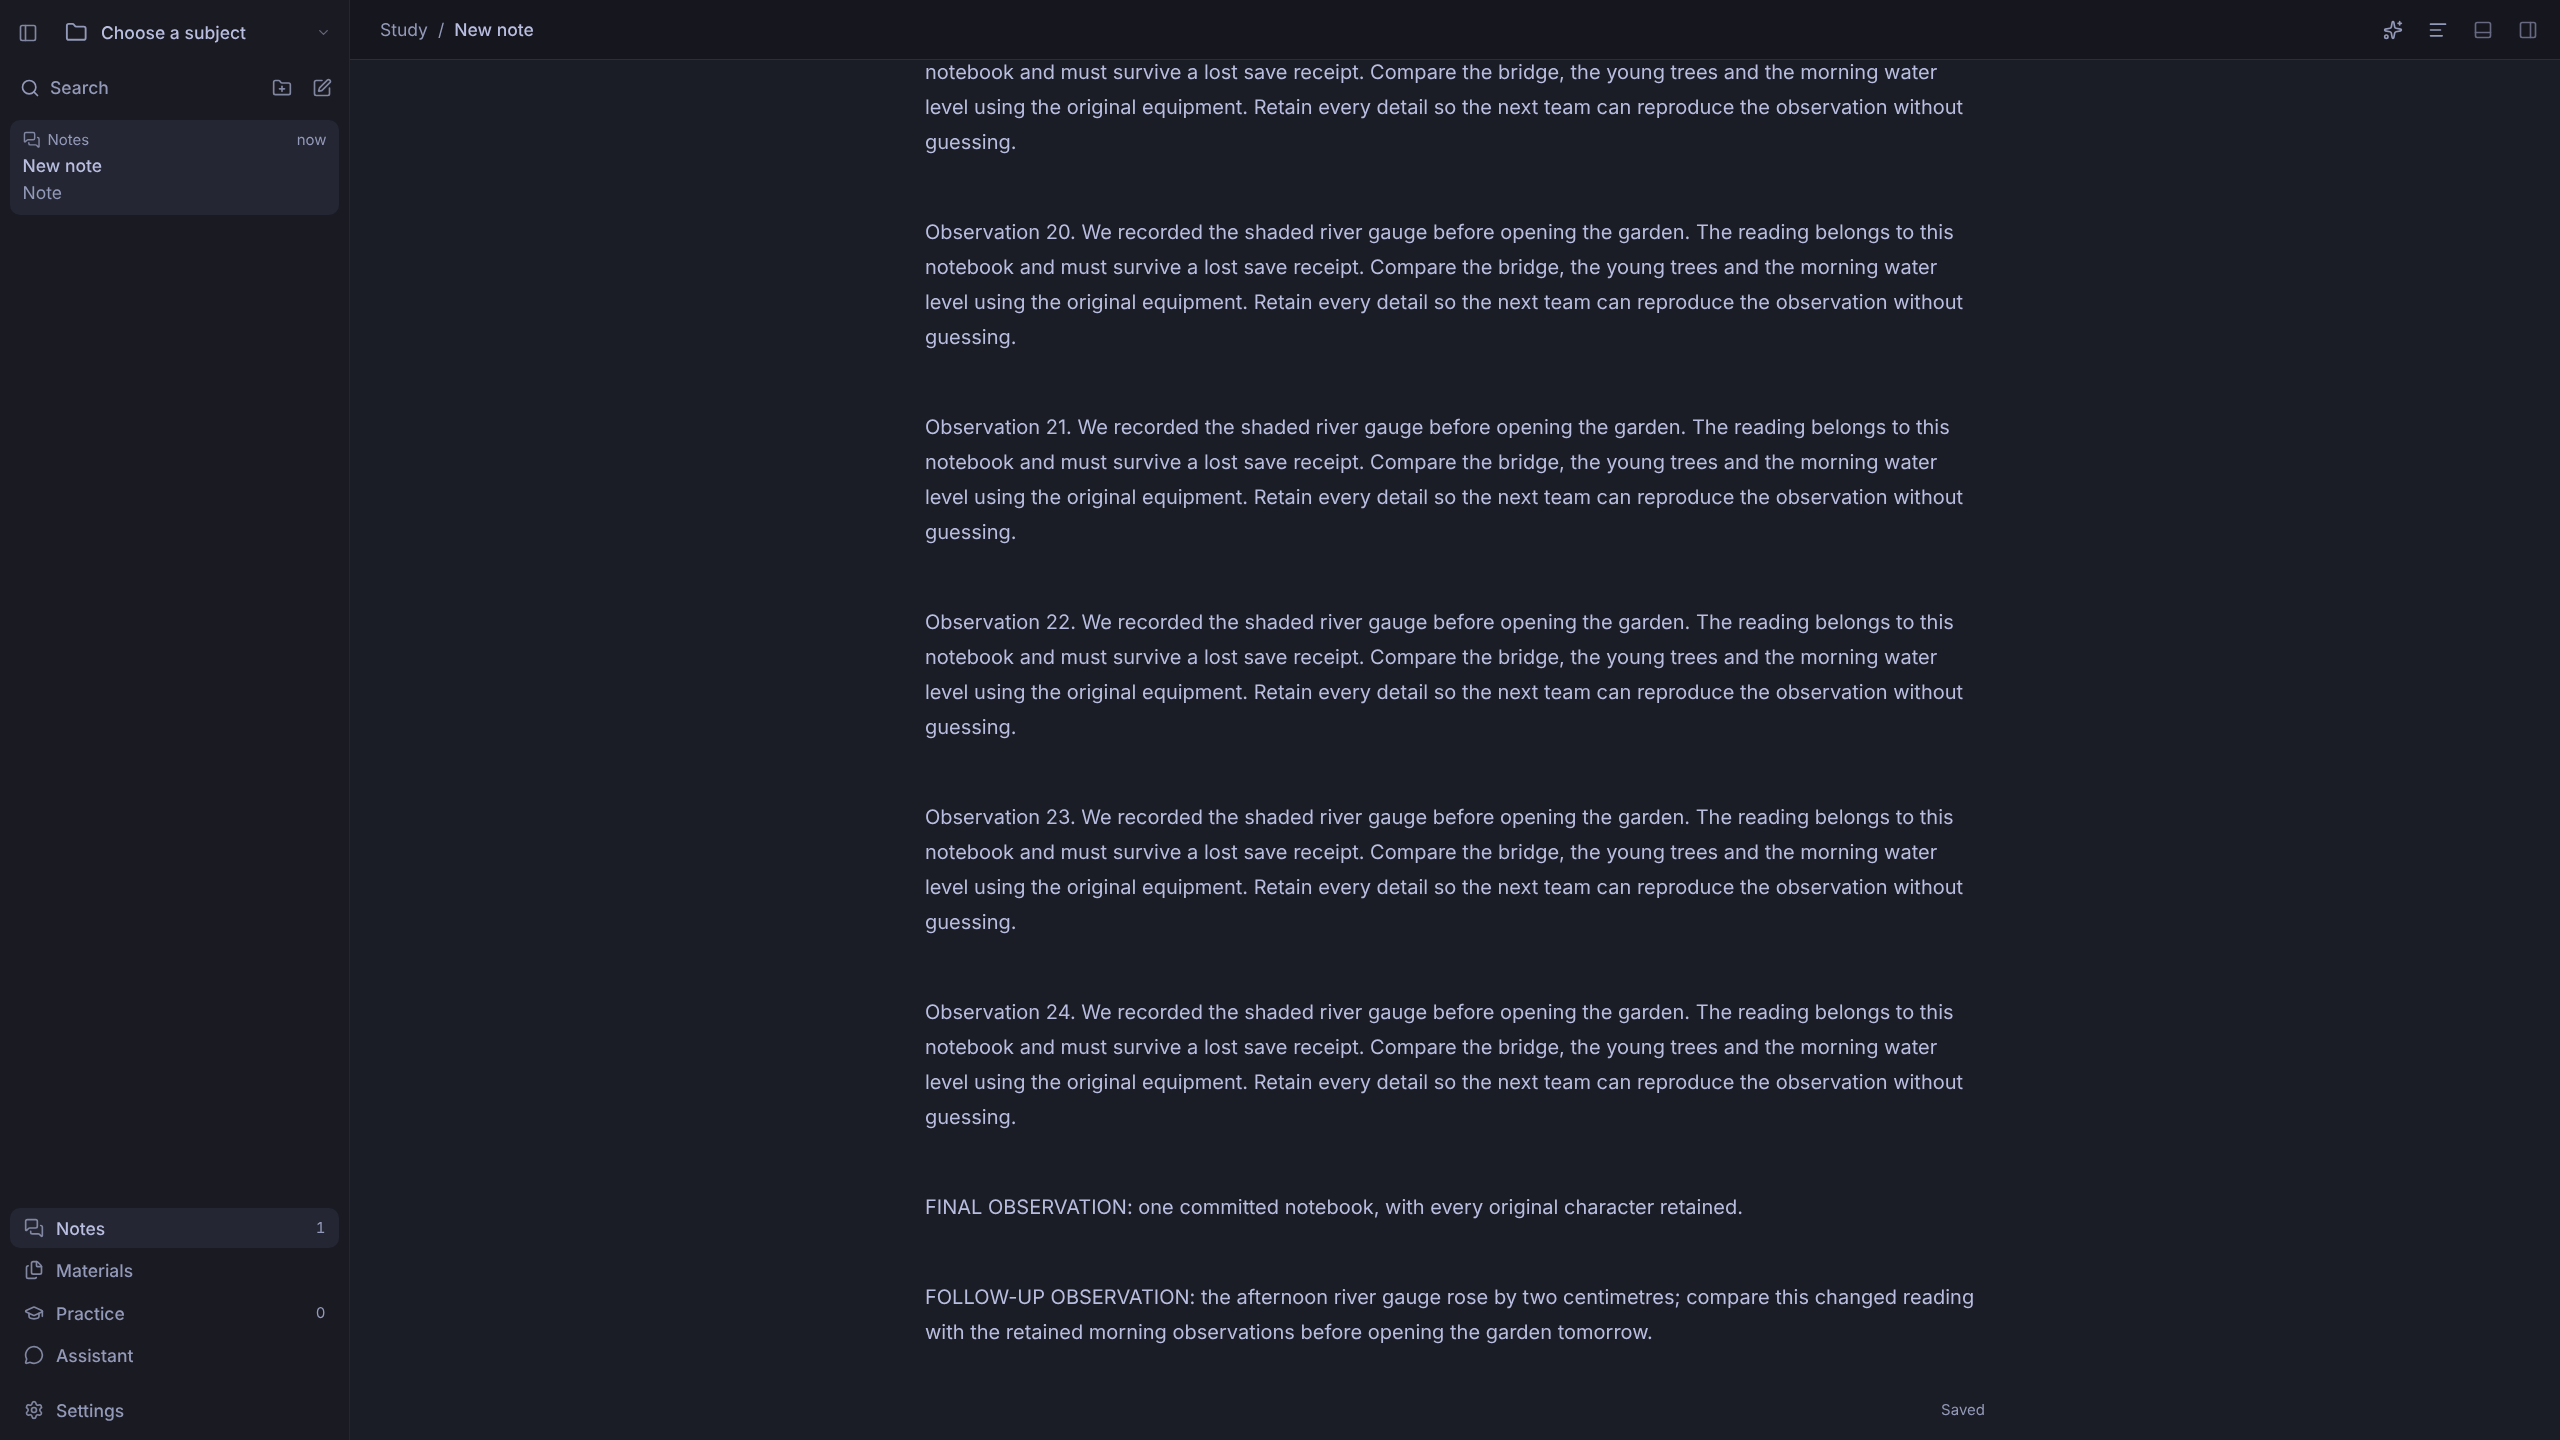 Choose a subject
Search
Notes now
New note
Note
Notes 1
Materials
Practice 0
Assistant
Settings
Study / New note
notebook and must survive a lost save receipt. Compare the bridge, the young trees and the morning water
level using the original equipment. Retain every detail so the next team can reproduce the observation without
guessing.
Observation 20. We recorded the shaded river gauge before opening the garden. The reading belongs to this
notebook and must survive a lost save receipt. Compare the bridge, the young trees and the morning water
level using the original equipment. Retain every detail so the next team can reproduce the observation without
guessing.
Observation 21. We recorded the shaded river gauge before opening the garden. The reading belongs to this
notebook and must survive a lost save receipt. Compare the bridge, the young trees and the morning water
level using the original equipment. Retain every detail so the next team can reproduce the observation without
guessing.
Observation 22. We recorded the shaded river gauge before opening the garden. The reading belongs to this
notebook and must survive a lost save receipt. Compare the bridge, the young trees and the morning water
level using the original equipment. Retain every detail so the next team can reproduce the observation without
guessing.
Observation 23. We recorded the shaded river gauge before opening the garden. The reading belongs to this
notebook and must survive a lost save receipt. Compare the bridge, the young trees and the morning water
level using the original equipment. Retain every detail so the next team can reproduce the observation without
guessing.
Observation 24. We recorded the shaded river gauge before opening the garden. The reading belongs to this
notebook and must survive a lost save receipt. Compare the bridge, the young trees and the morning water
level using the original equipment. Retain every detail so the next team can reproduce the observation without
guessing.
FINAL OBSERVATION: one committed notebook, with every original character retained.
FOLLOW-UP OBSERVATION: the afternoon river gauge rose by two centimetres; compare this changed reading
with the retained morning observations before opening the garden tomorrow.
Saved